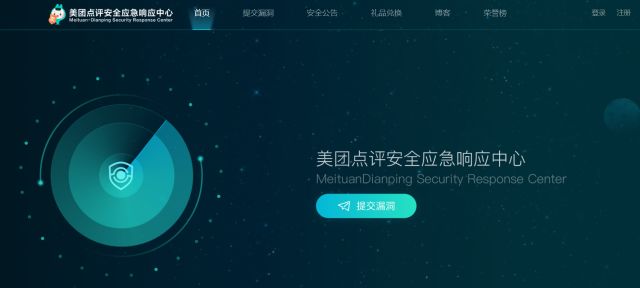 美团点评安全应急响应中心
Meituan-Dianping Security Response Center
首页 提交漏洞 安全公告 礼品兑换 博客 荣誉榜 登录 注册
美团点评安全应急响应中心
MeituanDianping Security Response Center
提交漏洞